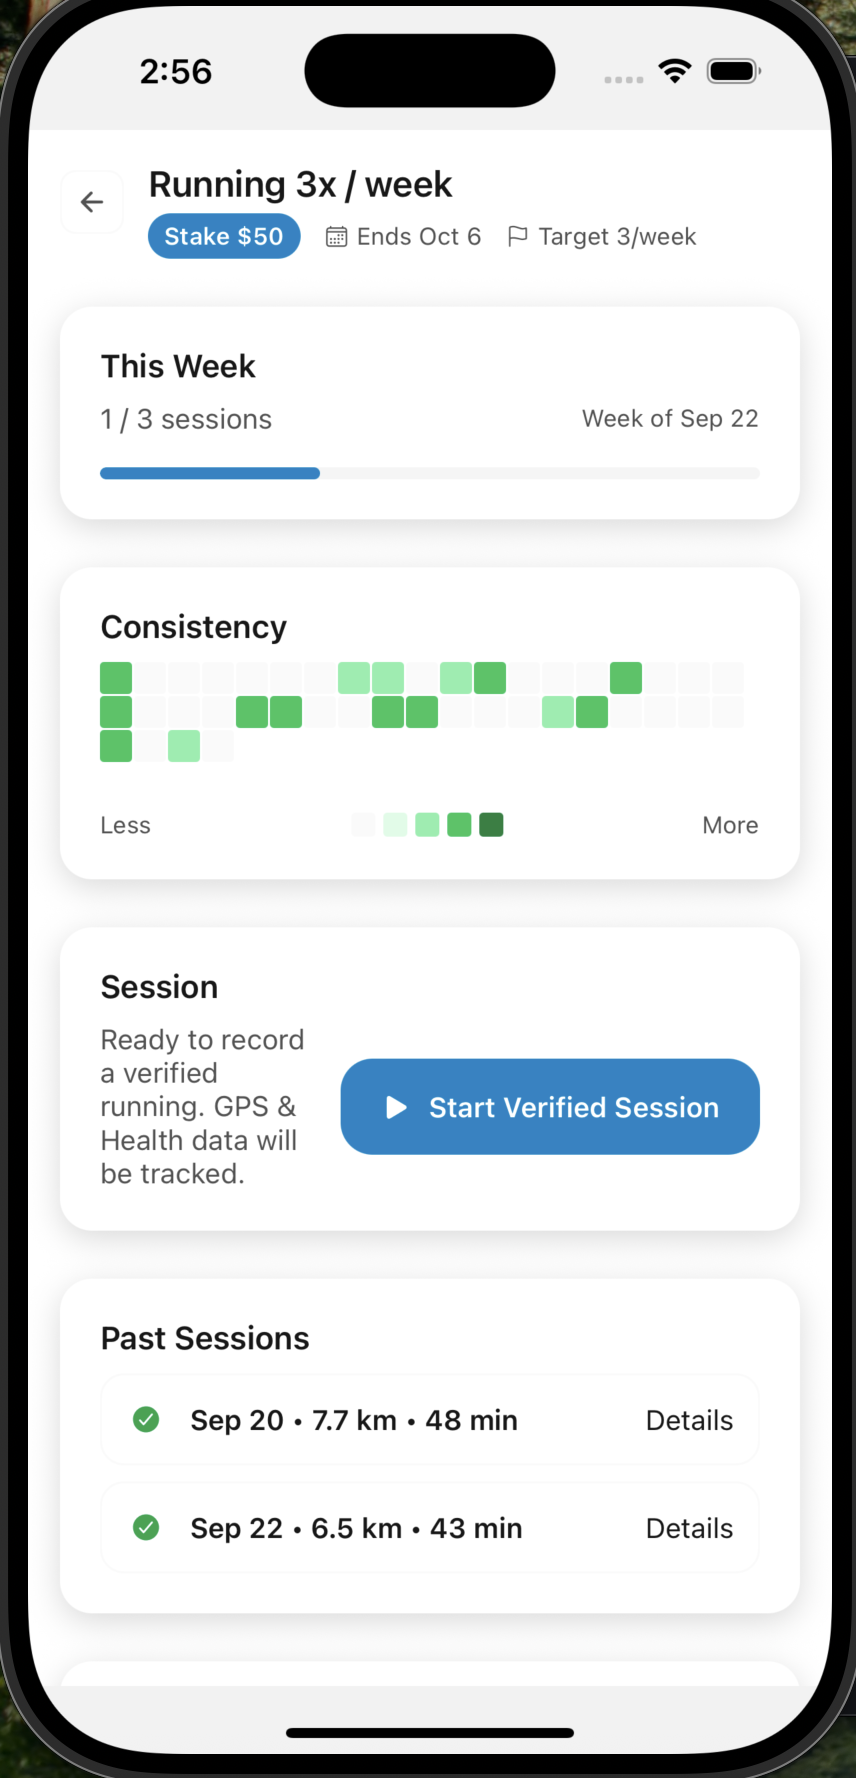 2:56
Running 3x / week
Stake $50 Ends Oct 6 Target 3/week
This Week
1 / 3 sessions Week of Sep 22
Consistency
Less More
Session
Ready to record
a verified
running. GPS &
Health data will
be tracked.
Start Verified Session
Past Sessions
Sep 20 • 7.7 km • 48 min Details
Sep 22 • 6.5 km • 43 min Details